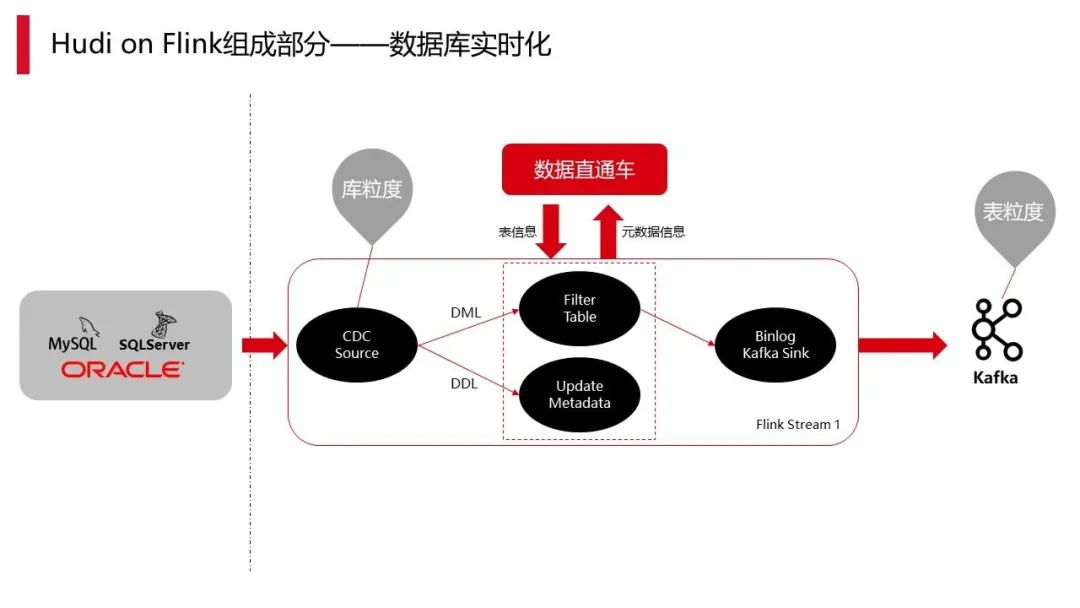 Hudi on Flink组成部分——数据库实时化
数据直通车
库粒度
表粒度
表信息
元数据信息
MySQL
SQLServer
ORACLE
CDC
Source
DML
DDL
Filter
Table
Update
Metadata
Binlog
Kafka Sink
Flink Stream 1
Kafka